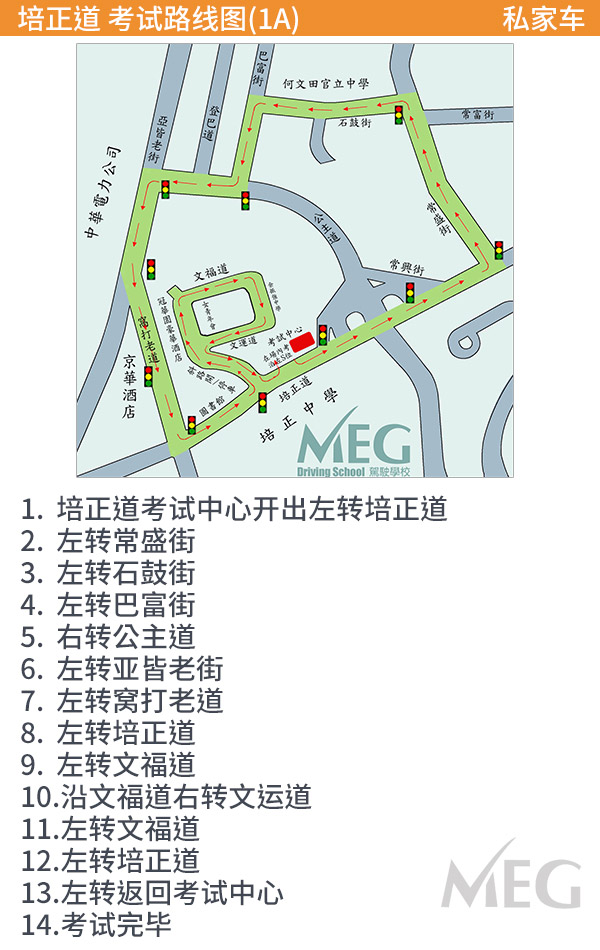 培正道 考试路线图(1A) 私家车
巴富街
何文田官立中學
亞皆老街
登巴道
石鼓街
常富街
中華電力公司
公主道
常盛街
常興街
文福道
冠華園豪華酒店
窩打老道
文運道
考試中心
京華酒店
圖書館
培正道
培正中學
MEG
Driving School 駕駛學校
1. 培正道考试中心开出左转培正道
2. 左转常盛街
3. 左转石鼓街
4. 左转巴富街
5. 右转公主道
6. 左转亚皆老街
7. 左转窝打老道
8. 左转培正道
9. 左转文福道
10.沿文福道右转文运道
11.左转文福道
12.左转培正道
13.左转返回考试中心
14.考试完毕
MEG